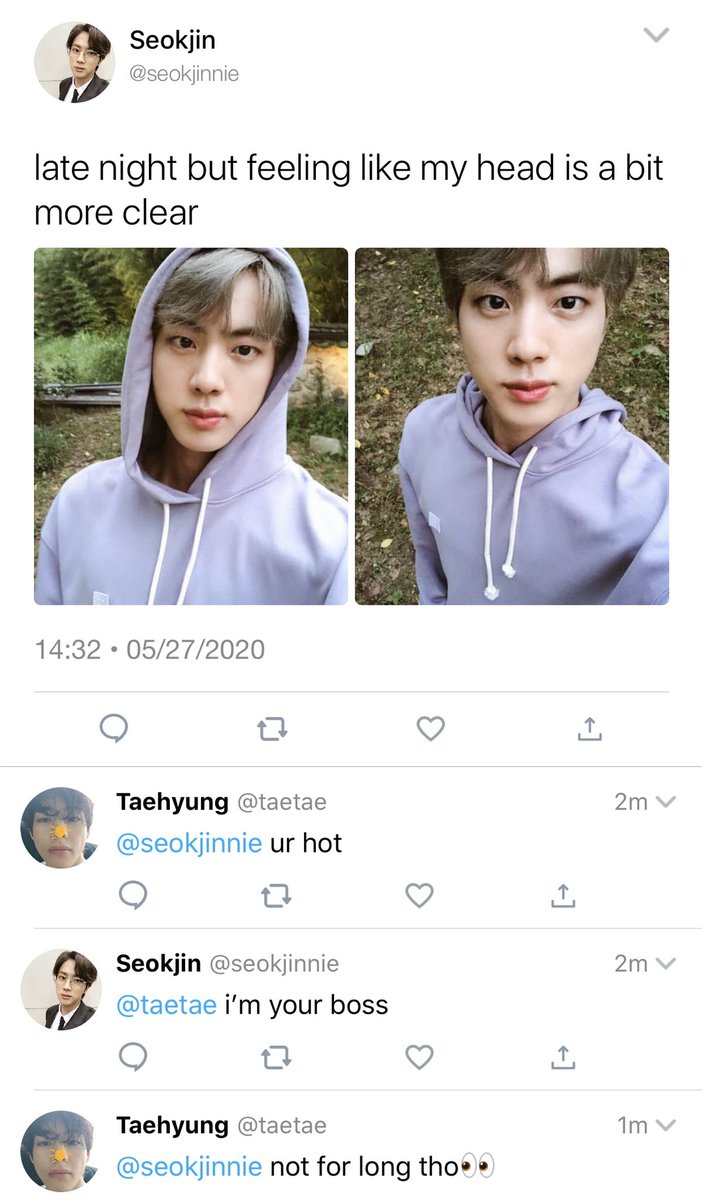 Seokjin
@seokjinnie
late night but feeling like my head is a bit
more clear
14:32 • 05/27/2020
Taehyung @taetae 2m
@seokjinnie ur hot
Seokjin @seokjinnie 2m
@taetae i’m your boss
Taehyung @taetae 1m
@seokjinnie not for long tho👀